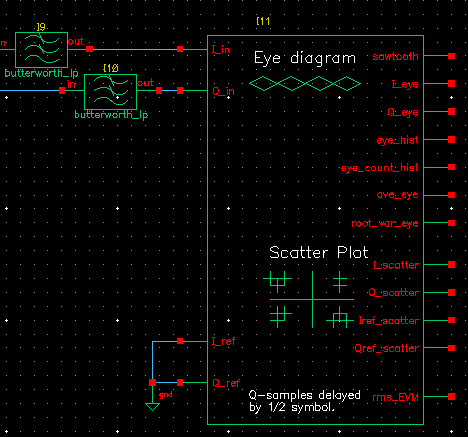 I11
I9
in
out
butterworth_lp
I10
in
out
butterworth_lp
I_in
Q_in
Eye diagram
sawtooth
I_eye
Q_eye
eye_hist
eye_count_hist
ave_eye
root_var_eye
Scatter Plot
I_scatter
Q_scatter
Iref_scatter
Qref_scatter
I_ref
Q_ref
gnd
Q-samples delayed
by 1/2 symbol.
rms_EVM